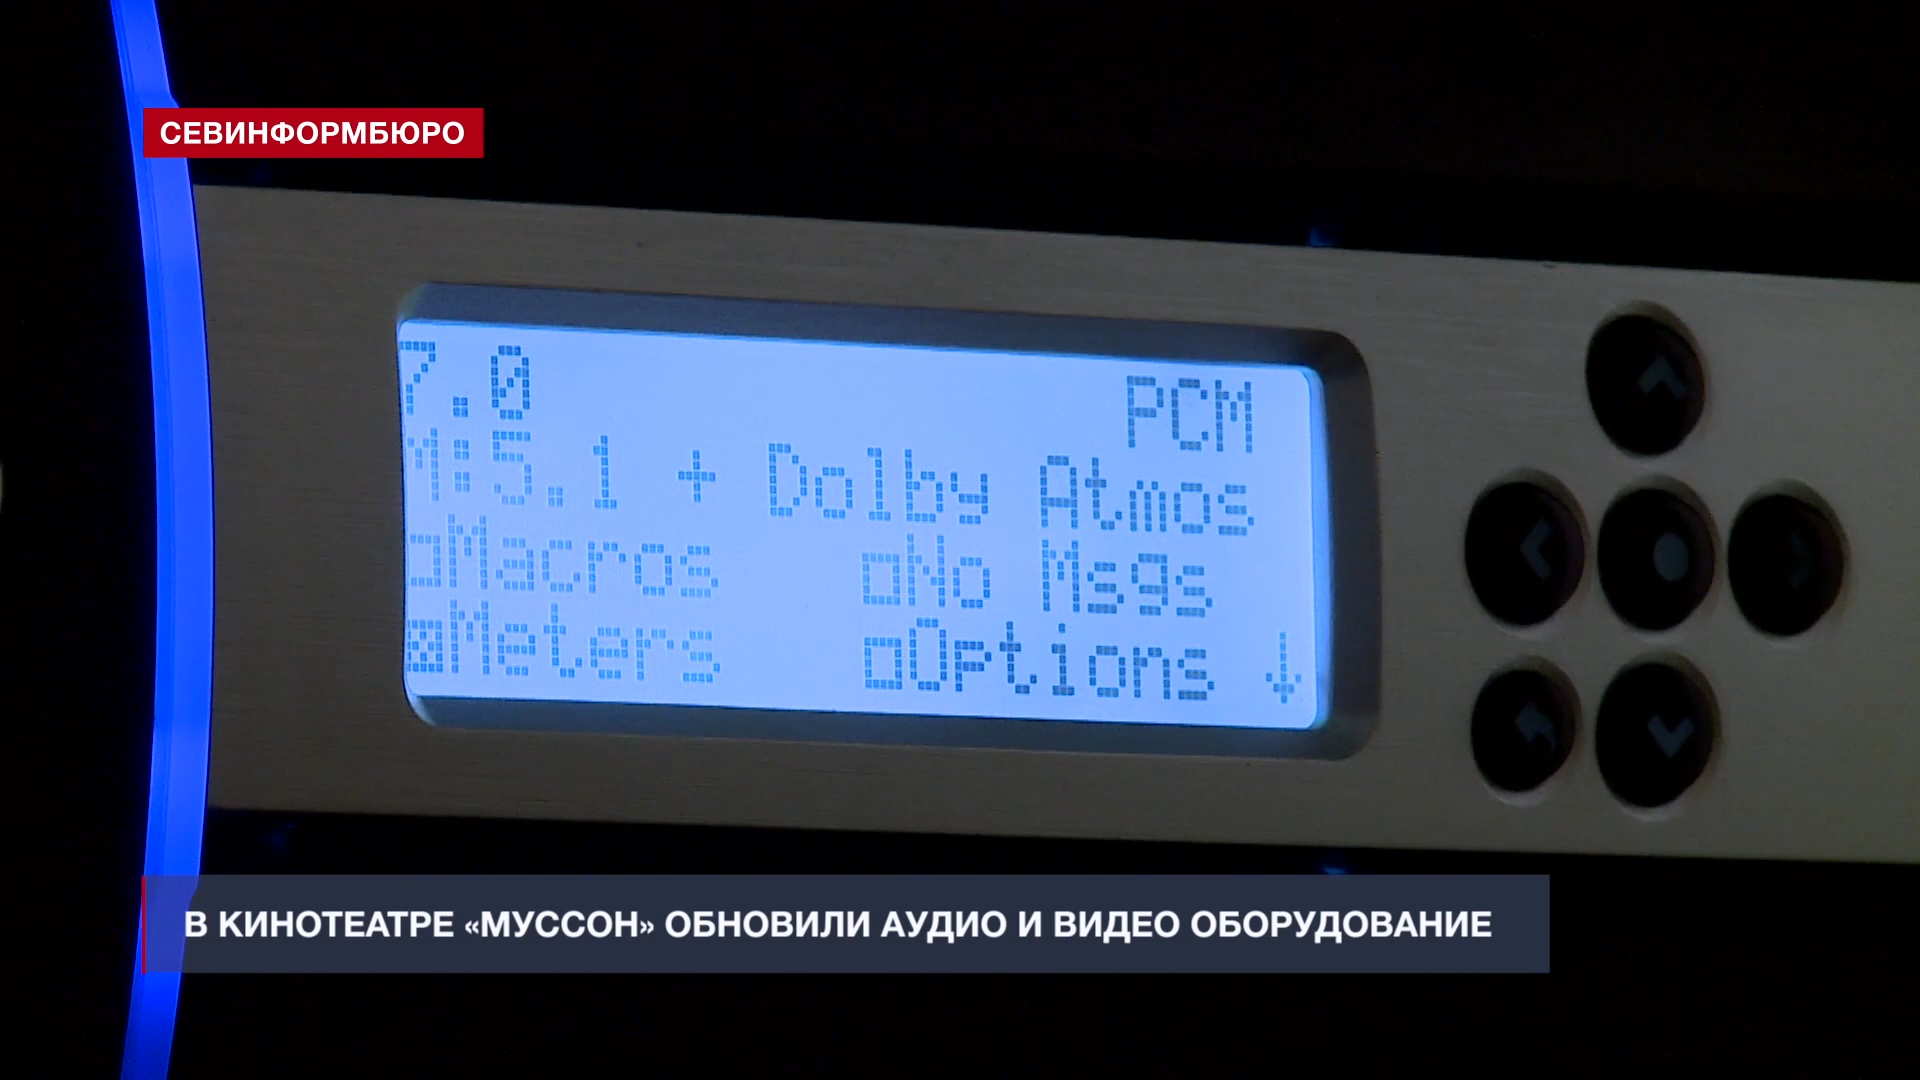 СЕВИНФОРМБЮРО
7.0 PCM
M:5.1 + Dolby Atmos
□Macros □No Msgs
Meters □Options ↓
В КИНОТЕАТРЕ «МУССОН» ОБНОВИЛИ АУДИО И ВИДЕО ОБОРУДОВАНИЕ